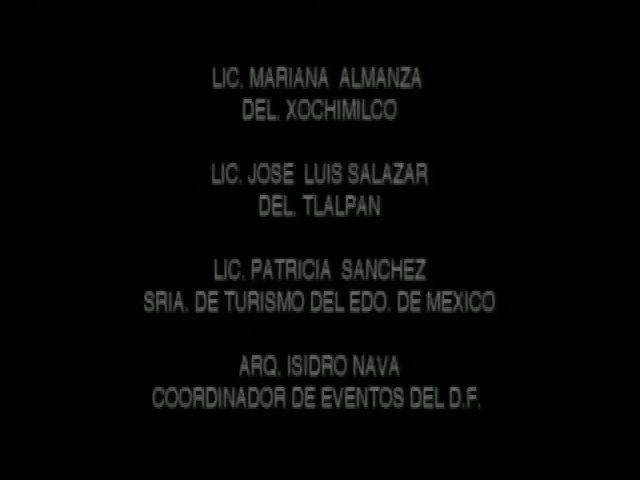 LIC. MARIANA ALMANZA
DEL. XOCHIMILCO
LIC. JOSE LUIS SALAZAR
DEL. TLALPAN
LIC. PATRICIA SANCHEZ
SRIA. DE TURISMO DEL EDO. DE MEXICO
ARQ. ISIDRO NAVA
COORDINADOR DE EVENTOS DEL D.F.